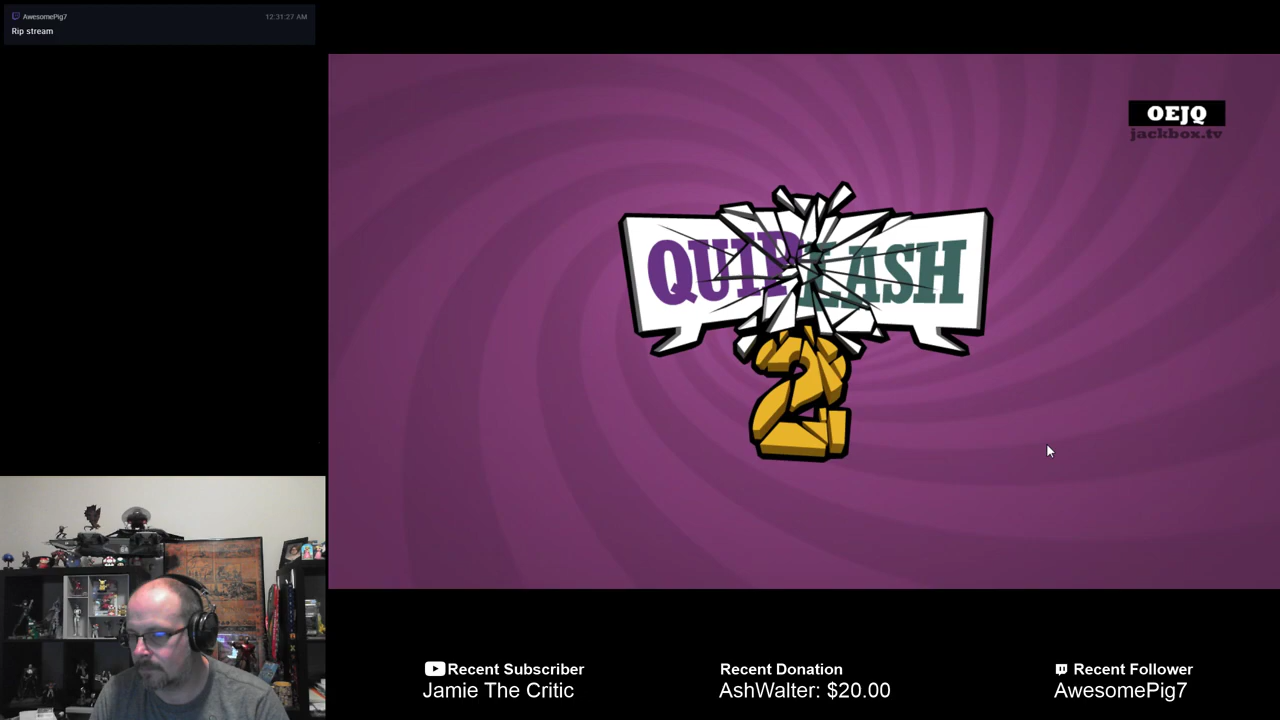 AwesomePig7
12:31:27 AM
Rip stream
OEJQ
jackbox.tv
QUIPLASH
2
Recent Subscriber
Jamie The Critic
Recent Donation
AshWalter: $20.00
Recent Follower
AwesomePig7